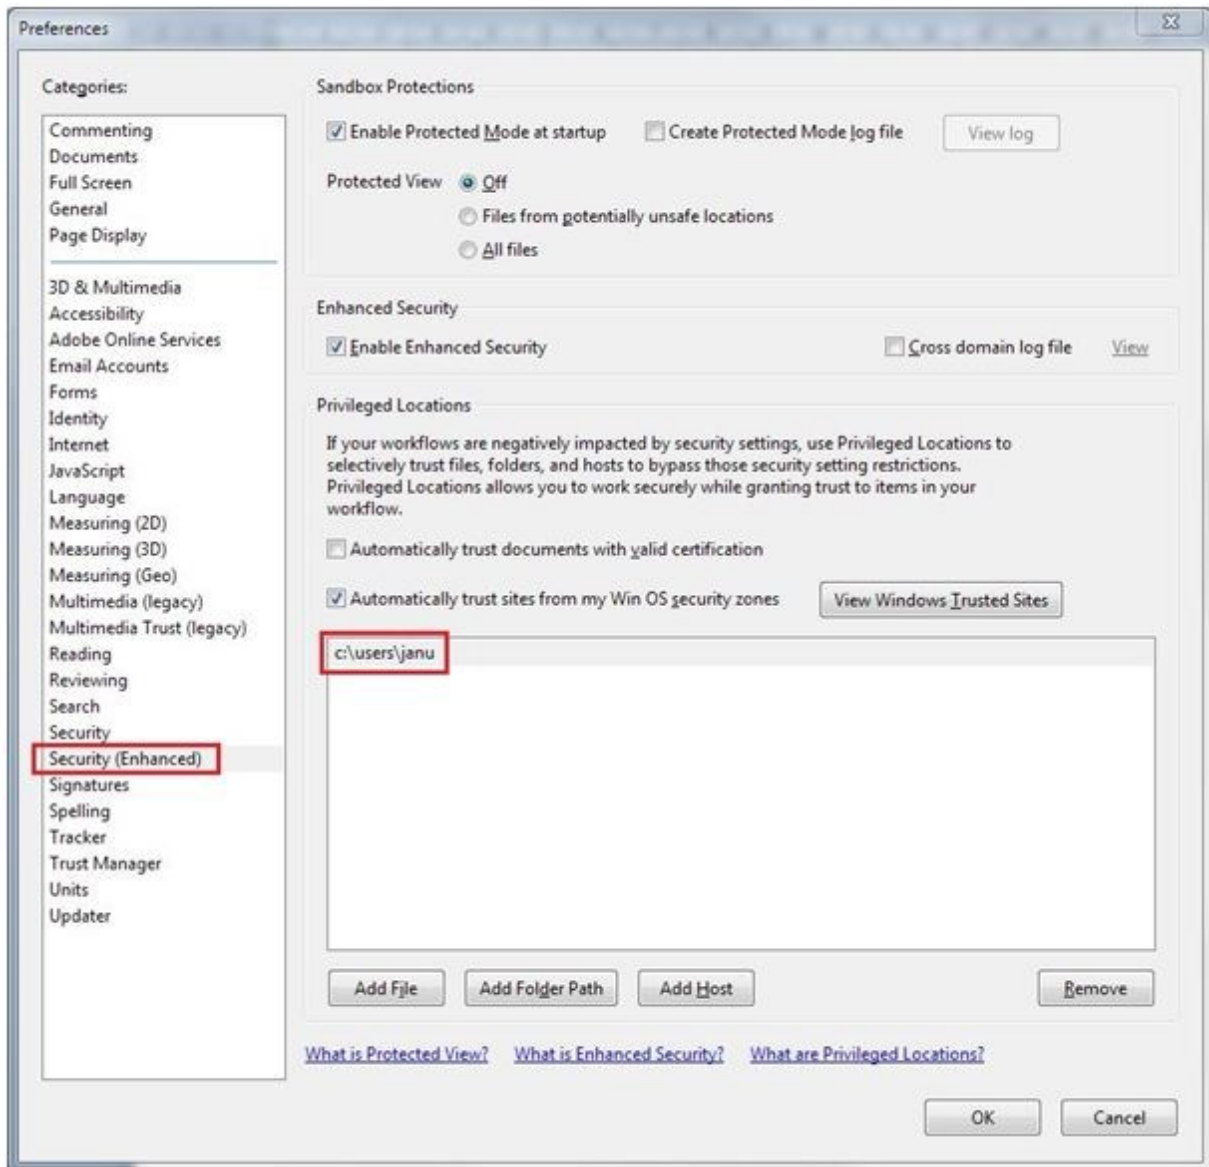 Preferences
Categories:
Commenting
Documents
Full Screen
General
Page Display
3D & Multimedia
Accessibility
Adobe Online Services
Email Accounts
Forms
Identity
Internet
JavaScript
Language
Measuring (2D)
Measuring (3D)
Measuring (Geo)
Multimedia (legacy)
Multimedia Trust (legacy)
Reading
Reviewing
Search
Security
Security (Enhanced)
Signatures
Spelling
Tracker
Trust Manager
Units
Updater
Sandbox Protections
Enable Protected Mode at startup Create Protected Mode log file View log
Protected View Off
Files from potentially unsafe locations
All files
Enhanced Security
Enable Enhanced Security Cross domain log file View
Privileged Locations
If your workflows are negatively impacted by security settings, use Privileged Locations to
selectively trust files, folders, and hosts to bypass those security setting restrictions.
Privileged Locations allows you to work securely while granting trust to items in your
workflow.
Automatically trust documents with valid certification
Automatically trust sites from my Win OS security zones View Windows Trusted Sites
c:\users\janu
Add File Add Folder Path Add Host Remove
What is Protected View? What is Enhanced Security? What are Privileged Locations?
OK Cancel